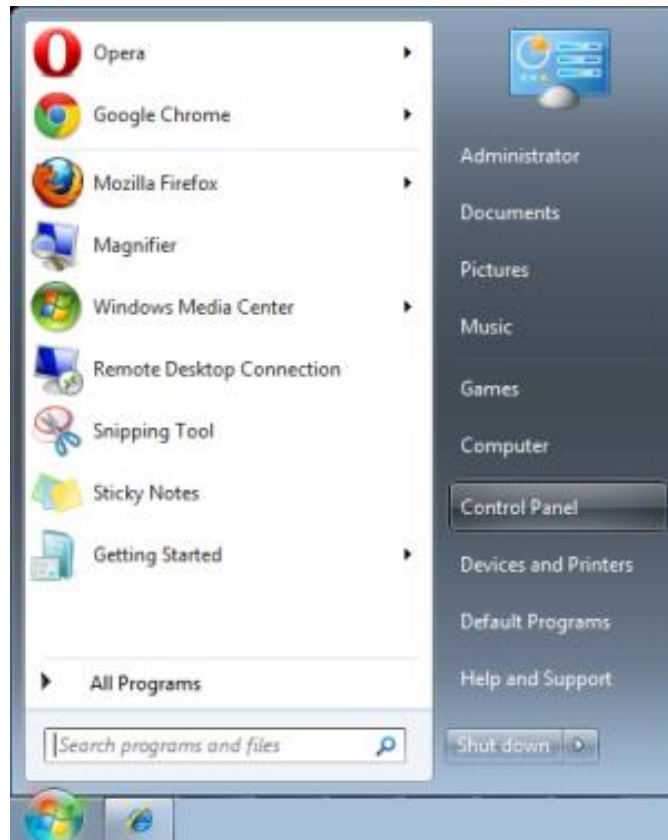 Opera
Google Chrome
Mozilla Firefox
Magnifier
Windows Media Center
Remote Desktop Connection
Snipping Tool
Sticky Notes
Getting Started
All Programs
Search programs and files
Administrator
Documents
Pictures
Music
Games
Computer
Control Panel
Devices and Printers
Default Programs
Help and Support
Shut down